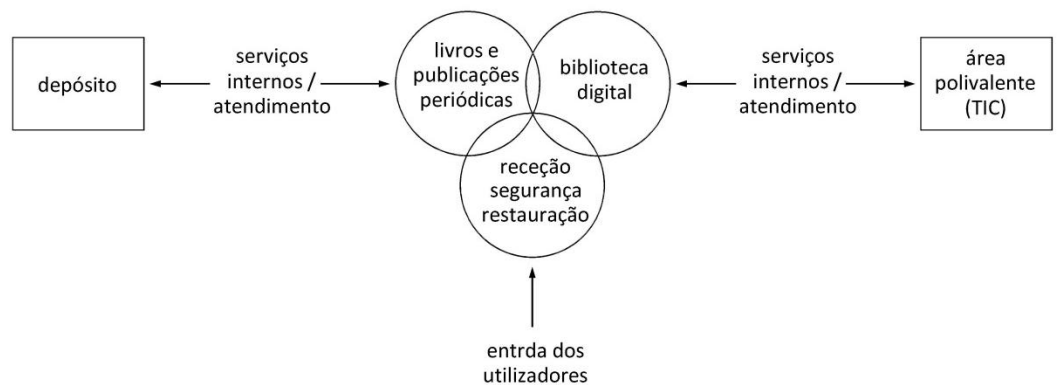 depósito
serviços
internos /
atendimento
livros e
publicações
periódicas
biblioteca
digital
serviços
internos /
atendimento
área
polivalente
(TIC)
receção
segurança
restauração
entrda dos
utilizadores